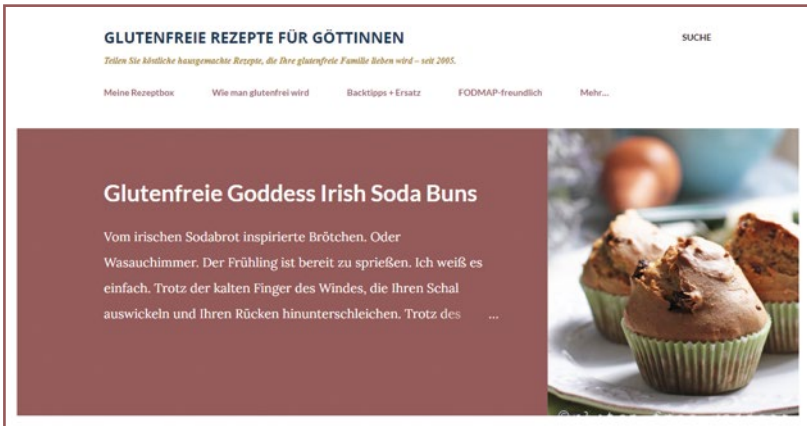 GLUTENFREIE REZEPTE FÜR GÖTTINNEN
SUCHE
Teilen Sie köstliche hausgemachte Rezepte, die Ihre glutenfreie Familie lieben wird – seit 2005.
Meine Rezeptbox Wie man glutenfrei wird Backtipps + Ersatz FODMAP-freundlich Mehr...
Glutenfreie Goddess Irish Soda Buns
Vom irischen Sodabrot inspirierte Brötchen. Oder
Wasauchimmer. Der Frühling ist bereit zu sprießen. Ich weiß es
einfach. Trotz der kalten Finger des Windes, die Ihren Schal
auswickeln und Ihren Rücken hinunterschleichen. Trotz des ...